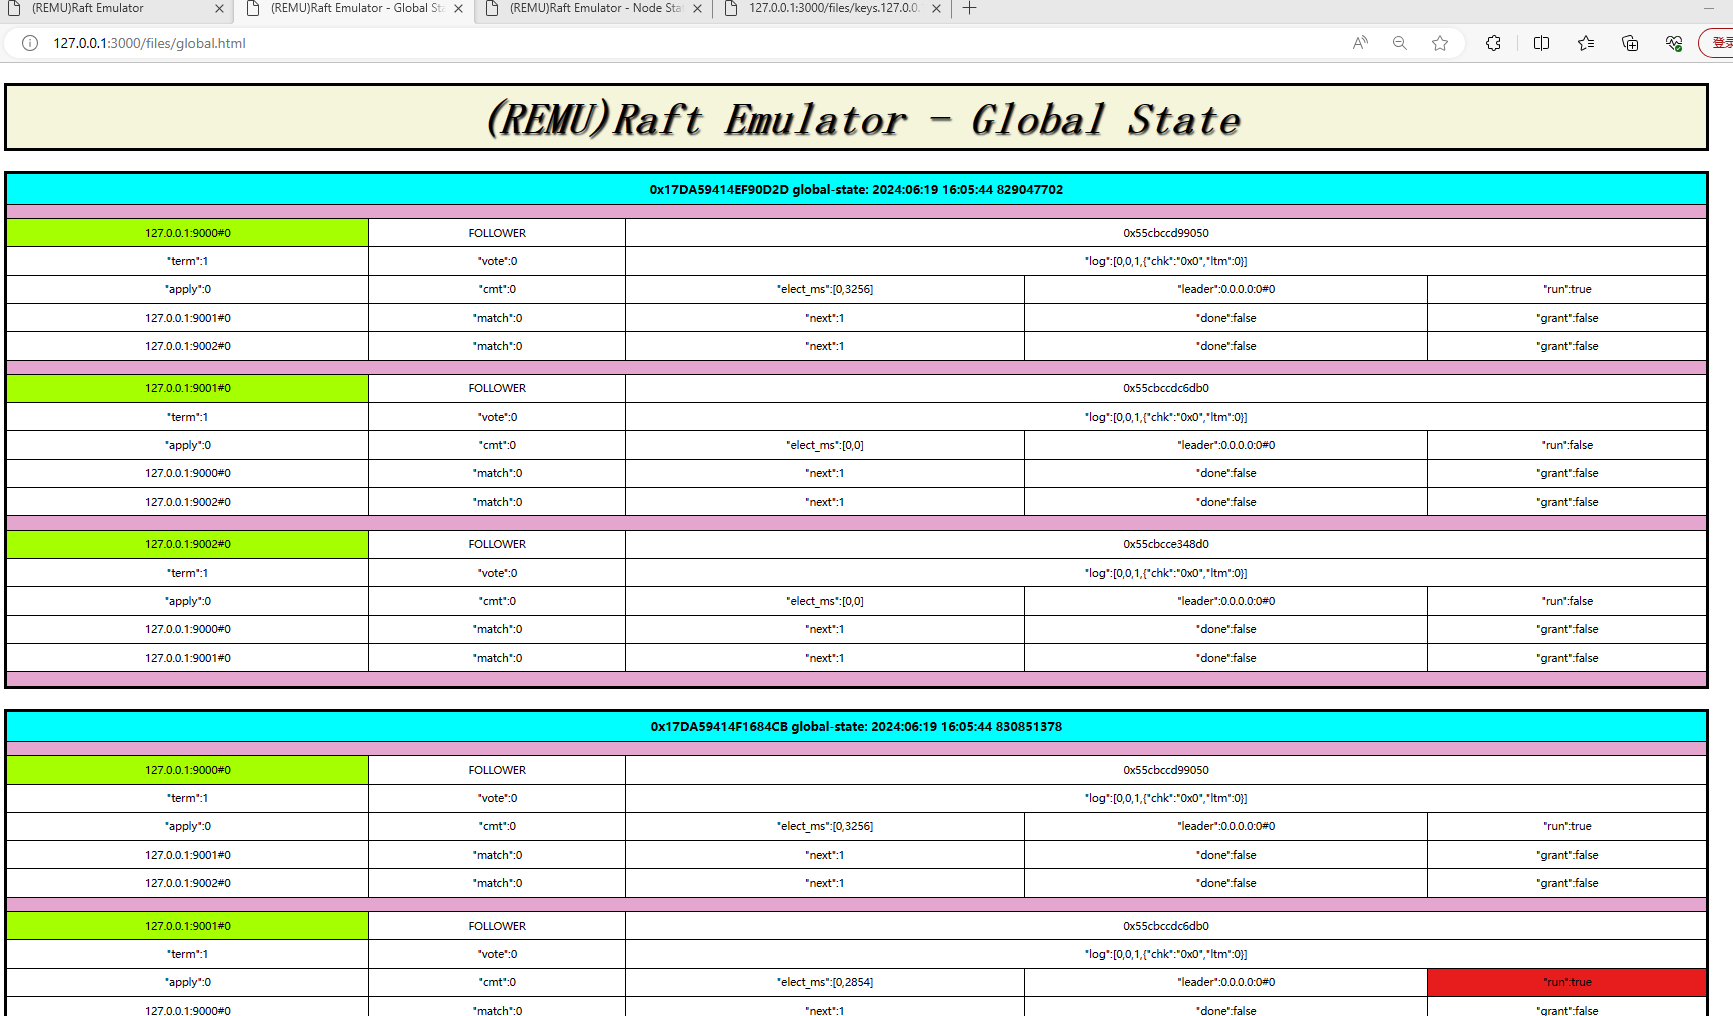 (REMU)Raft Emulator
(REMU)Raft Emulator - Global St
(REMU)Raft Emulator - Node Sta
127.0.0.1:3000/files/keys.127.0.0.
127.0.0.1:3000/files/global.html
登录
(REMU)Raft Emulator - Global State
0x17DA59414EF90D2D global-state: 2024:06:19 16:05:44 829047702
127.0.0.1:9000#0 FOLLOWER 0x55cbccd99050
"term":1 "vote":0 "log":[0,0,1,{"chk":"0x0","ltm":0}]
"apply":0 "cmt":0 "elect_ms":[0,3256] "leader":0.0.0.0:0#0 "run":true
127.0.0.1:9001#0 "match":0 "next":1 "done":false "grant":false
127.0.0.1:9002#0 "match":0 "next":1 "done":false "grant":false
127.0.0.1:9001#0 FOLLOWER 0x55cbccdc6db0
"term":1 "vote":0 "log":[0,0,1,{"chk":"0x0","ltm":0}]
"apply":0 "cmt":0 "elect_ms":[0,0] "leader":0.0.0.0:0#0 "run":false
127.0.0.1:9000#0 "match":0 "next":1 "done":false "grant":false
127.0.0.1:9002#0 "match":0 "next":1 "done":false "grant":false
127.0.0.1:9002#0 FOLLOWER 0x55cbcce348d0
"term":1 "vote":0 "log":[0,0,1,{"chk":"0x0","ltm":0}]
"apply":0 "cmt":0 "elect_ms":[0,0] "leader":0.0.0.0:0#0 "run":false
127.0.0.1:9000#0 "match":0 "next":1 "done":false "grant":false
127.0.0.1:9001#0 "match":0 "next":1 "done":false "grant":false
0x17DA59414F1684CB global-state: 2024:06:19 16:05:44 830851378
127.0.0.1:9000#0 FOLLOWER 0x55cbccd99050
"term":1 "vote":0 "log":[0,0,1,{"chk":"0x0","ltm":0}]
"apply":0 "cmt":0 "elect_ms":[0,3256] "leader":0.0.0.0:0#0 "run":true
127.0.0.1:9001#0 "match":0 "next":1 "done":false "grant":false
127.0.0.1:9002#0 "match":0 "next":1 "done":false "grant":false
127.0.0.1:9001#0 FOLLOWER 0x55cbccdc6db0
"term":1 "vote":0 "log":[0,0,1,{"chk":"0x0","ltm":0}]
"apply":0 "cmt":0 "elect_ms":[0,2854] "leader":0.0.0.0:0#0 "run":true
127.0.0.1:9000#0 "match":0 "next":1 "done":false "grant":false